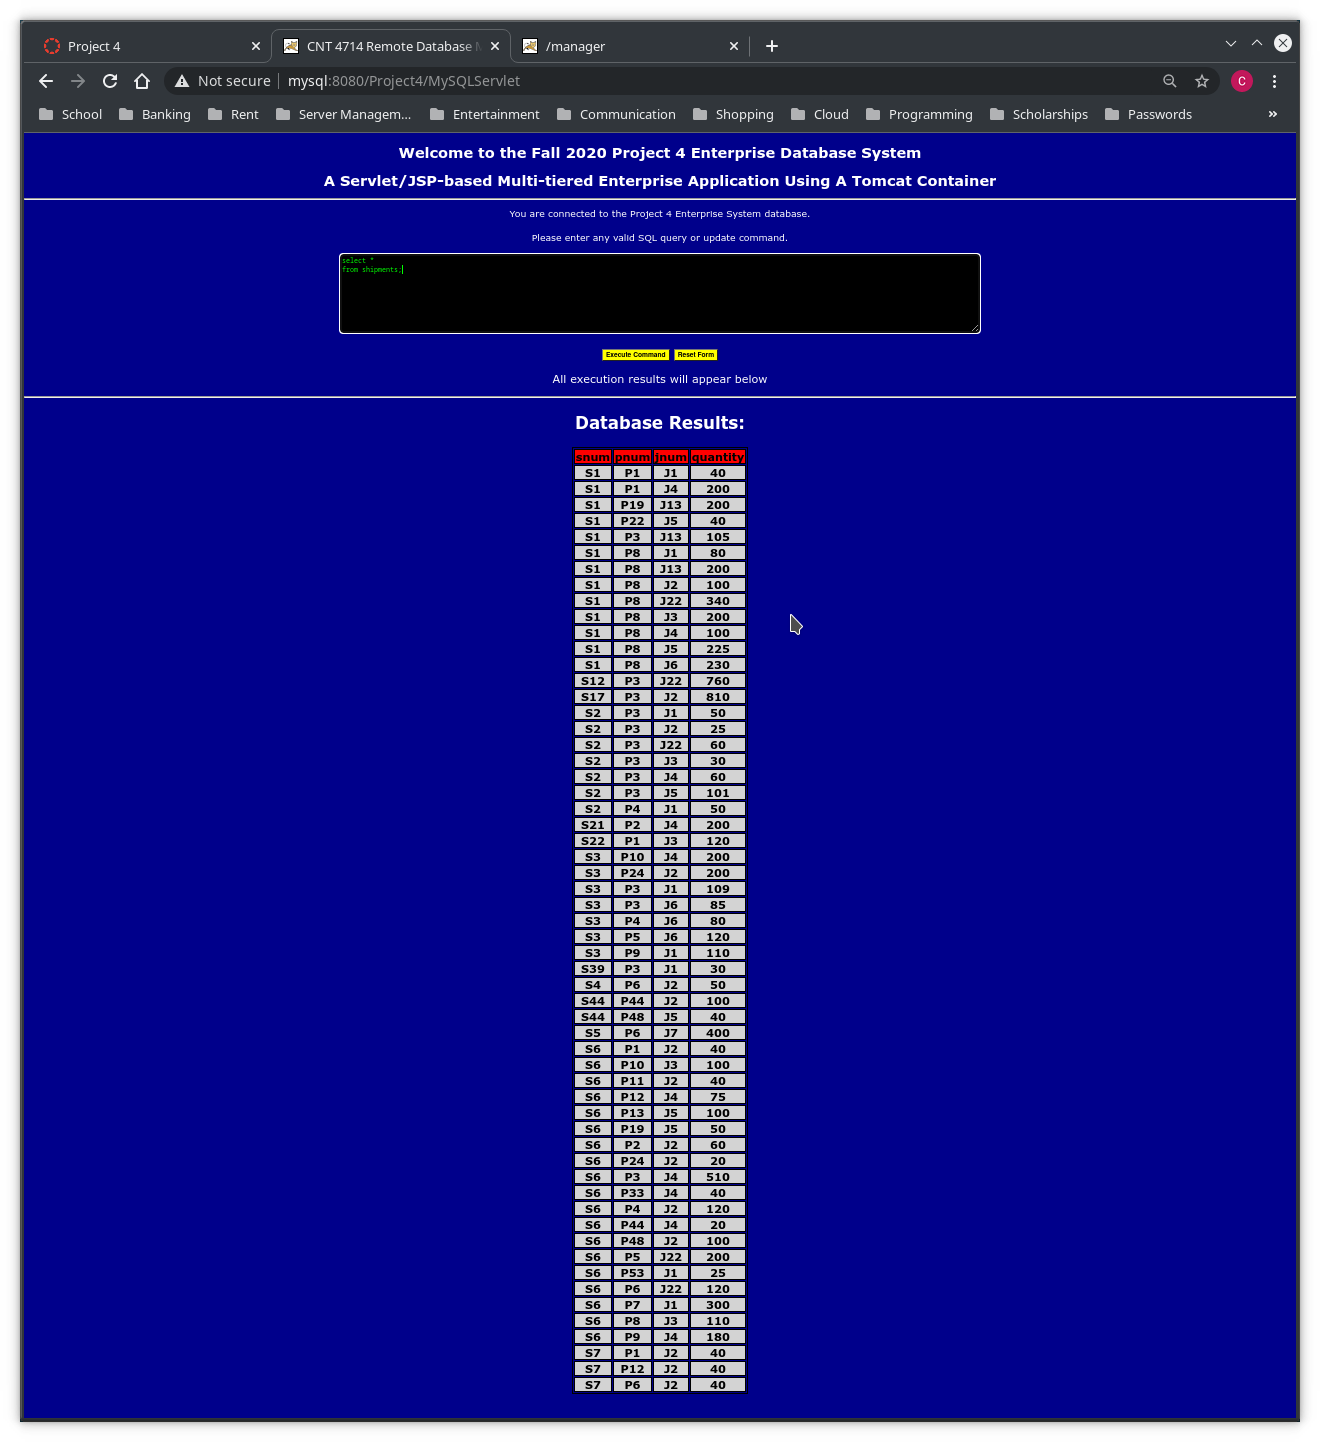 Project 4
CNT 4714 Remote Database
/manager
Not secure mysql:8080/Project4/MySQLServlet
C
School Banking Rent Server Managem... Entertainment Communication Shopping Cloud Programming Scholarships Passwords »
Welcome to the Fall 2020 Project 4 Enterprise Database System
A Servlet/JSP-based Multi-tiered Enterprise Application Using A Tomcat Container
You are connected to the Project 4 Enterprise System database.
Please enter any valid SQL query or update command.
select *
from shipments;
Execute Command Reset Form
All execution results will appear below
Database Results:
snum pnum jnum quantity
S1 P1 J1 40
S1 P1 J4 200
S1 P19 J13 200
S1 P22 J5 40
S1 P3 J13 105
S1 P8 J1 80
S1 P8 J13 200
S1 P8 J2 100
S1 P8 J22 340
S1 P8 J3 200
S1 P8 J4 100
S1 P8 J5 225
S1 P8 J6 230
S12 P3 J22 760
S17 P3 J2 810
S2 P3 J1 50
S2 P3 J2 25
S2 P3 J22 60
S2 P3 J3 30
S2 P3 J4 60
S2 P3 J5 101
S2 P4 J1 50
S21 P2 J4 200
S22 P1 J3 120
S3 P10 J4 200
S3 P24 J2 200
S3 P3 J1 109
S3 P3 J6 85
S3 P4 J6 80
S3 P5 J6 120
S3 P9 J1 110
S39 P3 J1 30
S4 P6 J2 50
S44 P44 J2 100
S44 P48 J5 40
S5 P6 J7 400
S6 P1 J2 40
S6 P10 J3 100
S6 P11 J2 40
S6 P12 J4 75
S6 P13 J5 100
S6 P19 J5 50
S6 P2 J2 60
S6 P24 J2 20
S6 P3 J4 510
S6 P33 J4 40
S6 P4 J2 120
S6 P44 J4 20
S6 P48 J2 100
S6 P5 J22 200
S6 P53 J1 25
S6 P6 J22 120
S6 P7 J1 300
S6 P8 J3 110
S6 P9 J4 180
S7 P1 J2 40
S7 P12 J2 40
S7 P6 J2 40